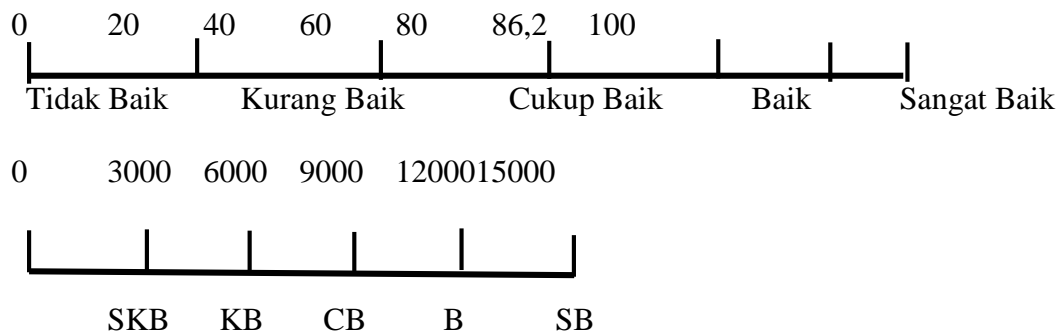 0 20 40 60 80 86,2 100
Tidak Baik Kurang Baik Cukup Baik Baik Sangat Baik
0 3000 6000 9000 1200015000
SKB KB CB B SB